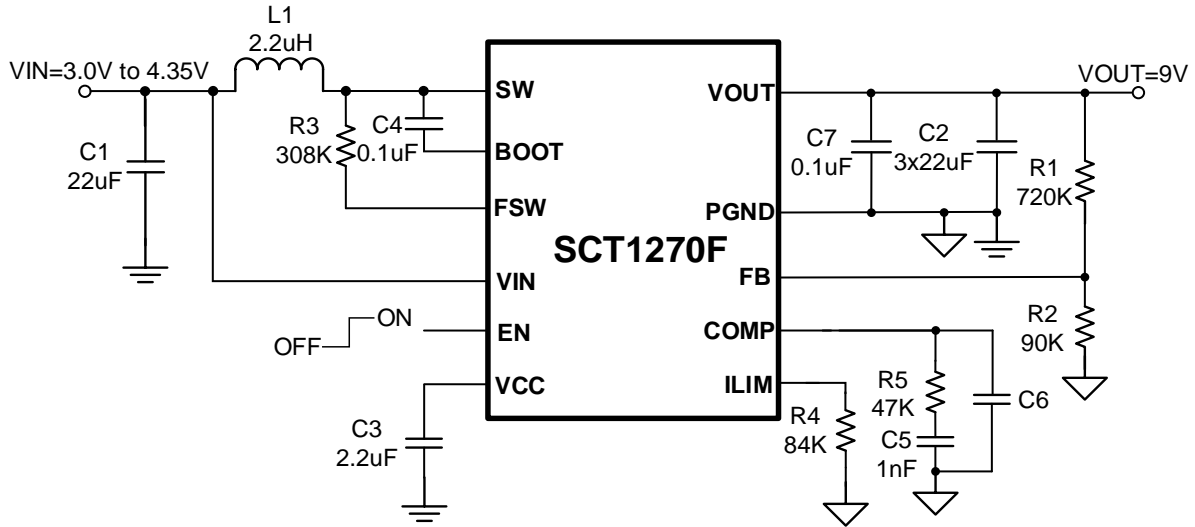 L1
2.2uH
VIN=3.0V to 4.35V
VOUT=9V
SW
VOUT
R3
308K
C4
0.1uF
C7
0.1uF
C2
3x22uF
C1
22uF
BOOT
R1
720K
FSW
PGND
SCT1270F
VIN
FB
ON
OFF
EN
COMP
R2
90K
VCC
ILIM
R5
47K
C6
R4
84K
C3
2.2uF
C5
1nF